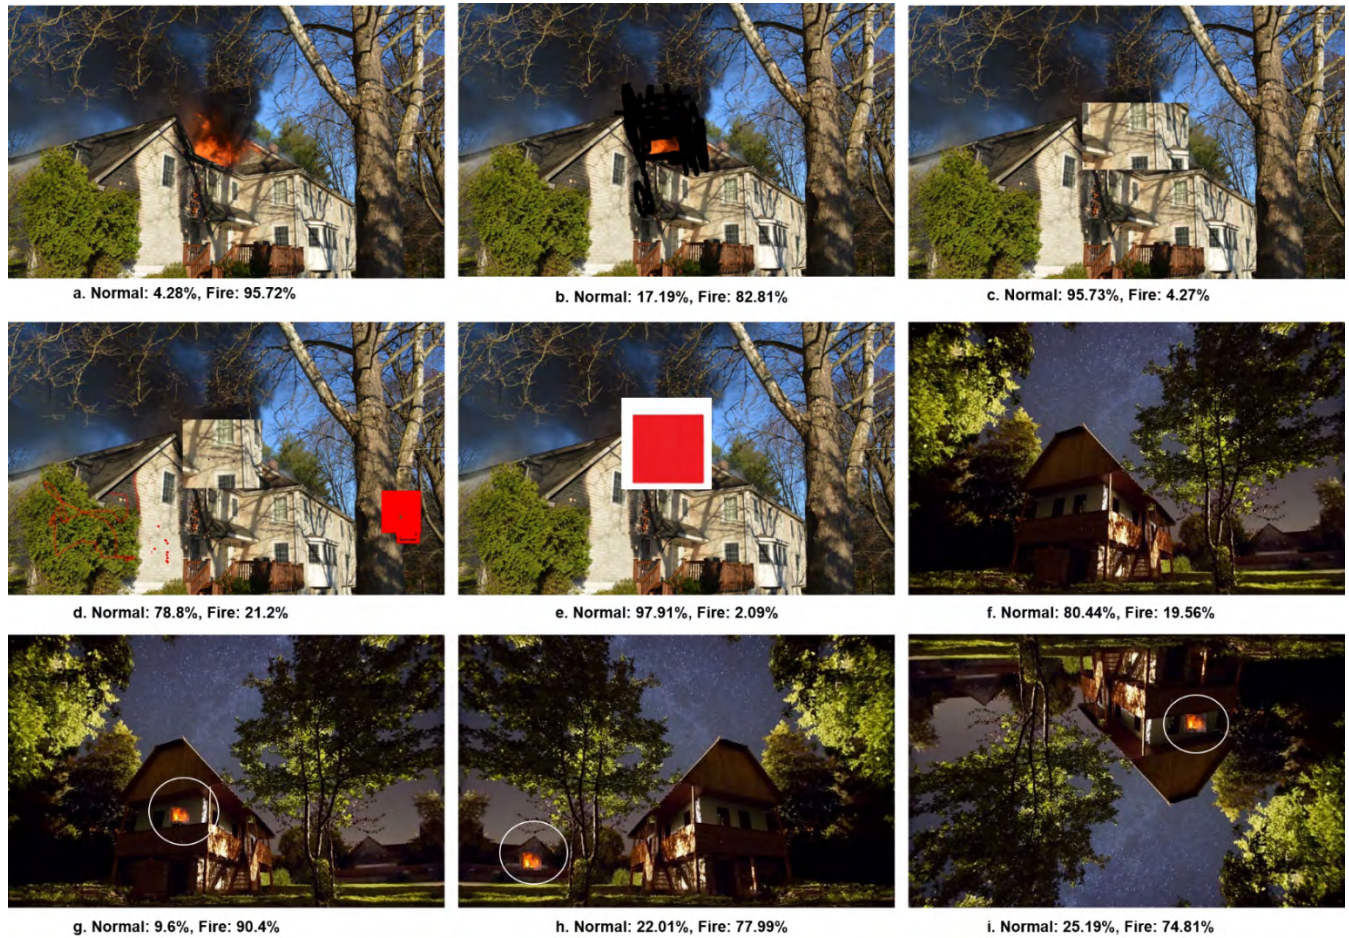 a. Normal: 4.28%, Fire: 95.72%
b. Normal: 17.19%, Fire: 82.81%
c. Normal: 95.73%, Fire: 4.27%
d. Normal: 78.8%, Fire: 21.2%
e. Normal: 97.91%, Fire: 2.09%
f. Normal: 80.44%, Fire: 19.56%
g. Normal: 9.6%, Fire: 90.4%
h. Normal: 22.01%, Fire: 77.99%
i. Normal: 25.19%, Fire: 74.81%